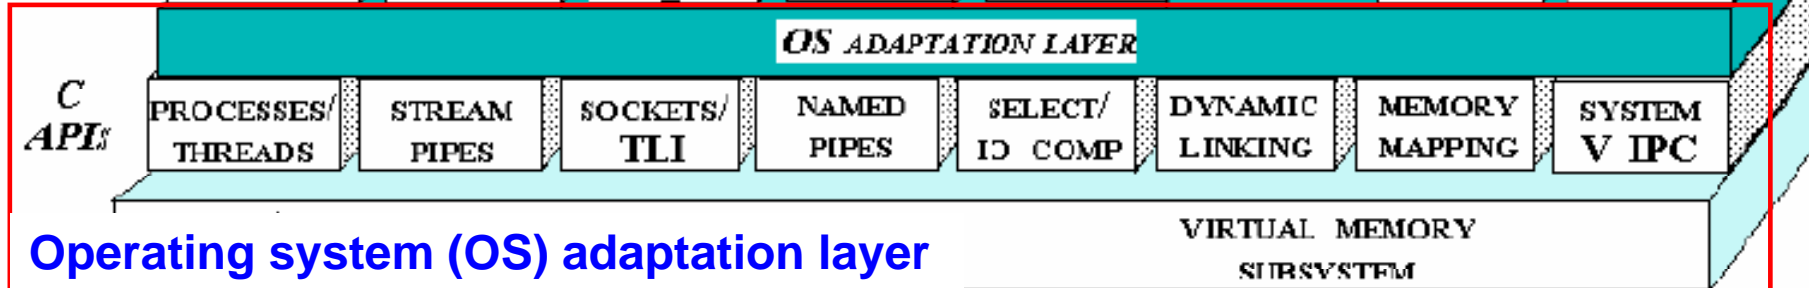 OS ADAPTATION LAYER
C
APIs
PROCESSES/
THREADS
STREAM
PIPES
SOCKETS/
TLI
NAMED
PIPES
SELECT/
IO COMP
DYNAMIC
LINKING
MEMORY
MAPPING
SYSTEM
V IPC
VIRTUAL MEMORY
SUBSYSTEM
Operating system (OS) adaptation layer